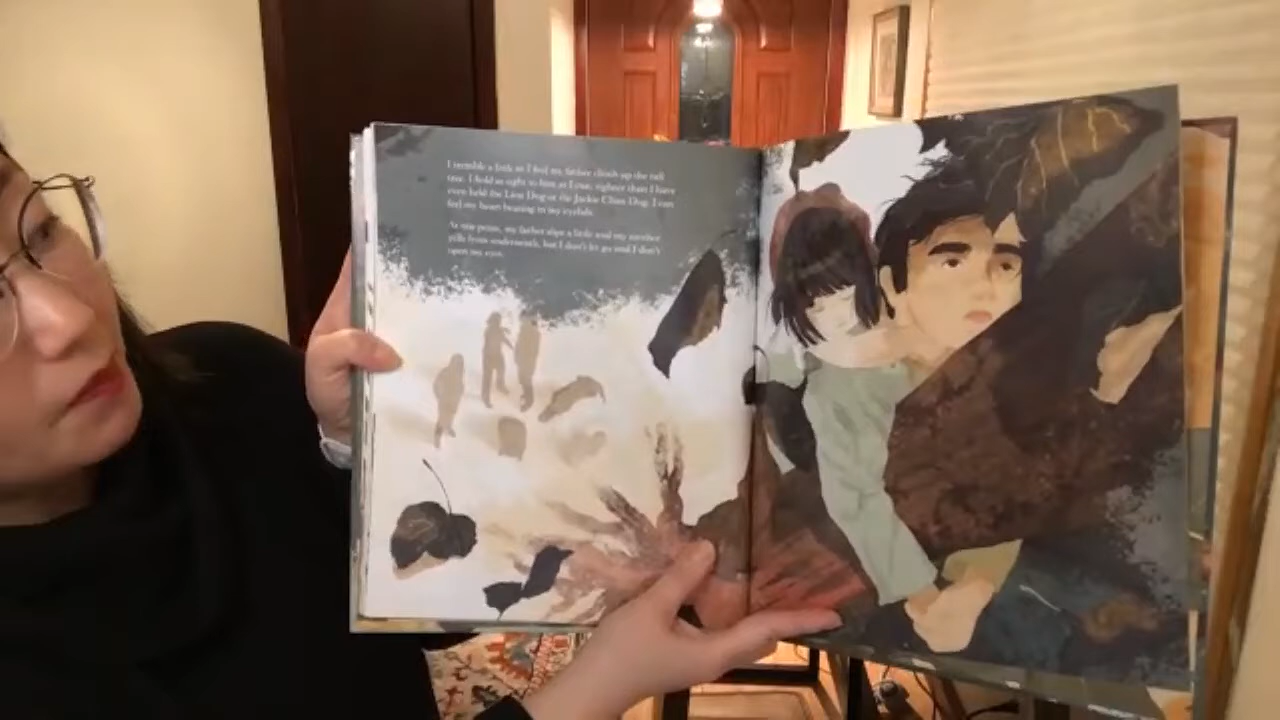 I tremble a little as I feel my father climb up the tall
tree. I hold as tight to him as I can, tighter than I have
ever held the Lion Dog or the Jackie Chan Dog. I can
feel my heart beating in my eyelids.
At one point, my father slips a little and my mother
yells from underneath, but I don't let go and I don't
open my eyes.